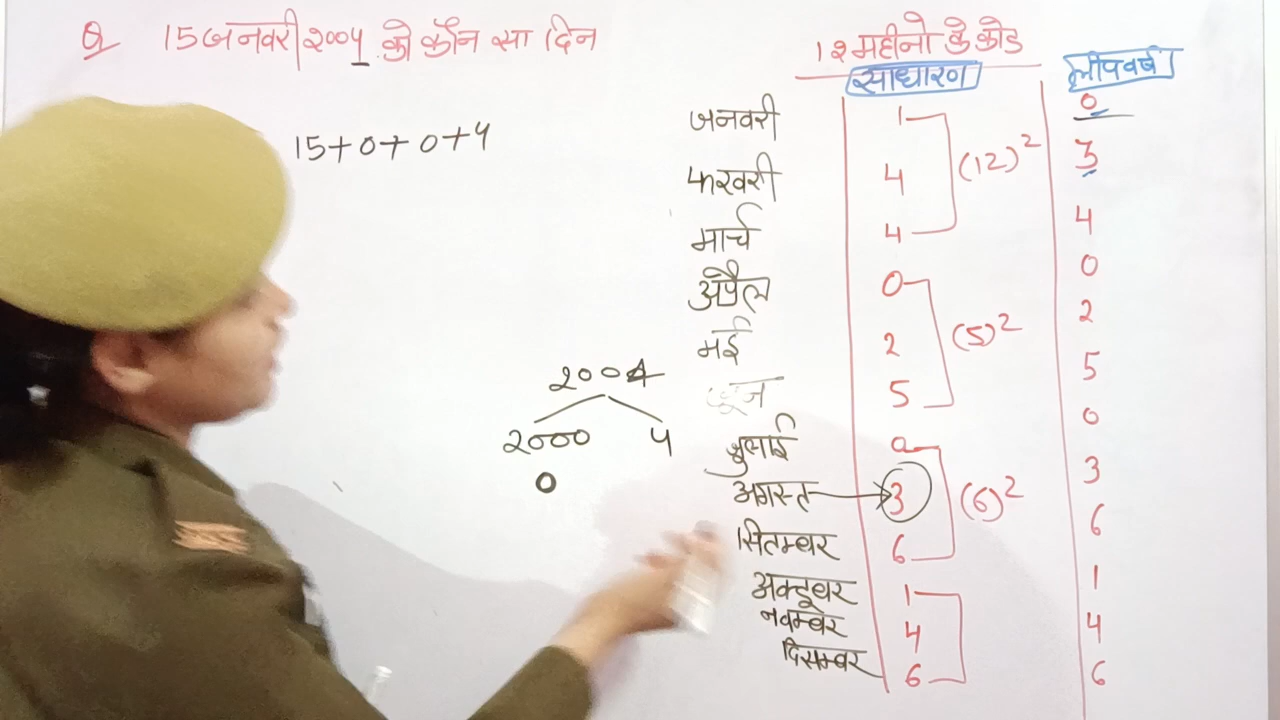 Q 15 जनवरी 2004 को कौन सा दिन
15+0+0+4
2004
2000 4
0
12 महीनो के कोड
साधारण लीपवर्ष
जनवरी 1 0
फरवरी 4 (12)² 3
मार्च 4 4
अप्रैल 0 0
मई 2 (5)² 2
जून 5 5
जुलाई 0 0
अगस्त 3 (6)² 3
सितम्बर 6 6
अक्टूबर 1 1
नवम्बर 4 4
दिसम्बर 6 6